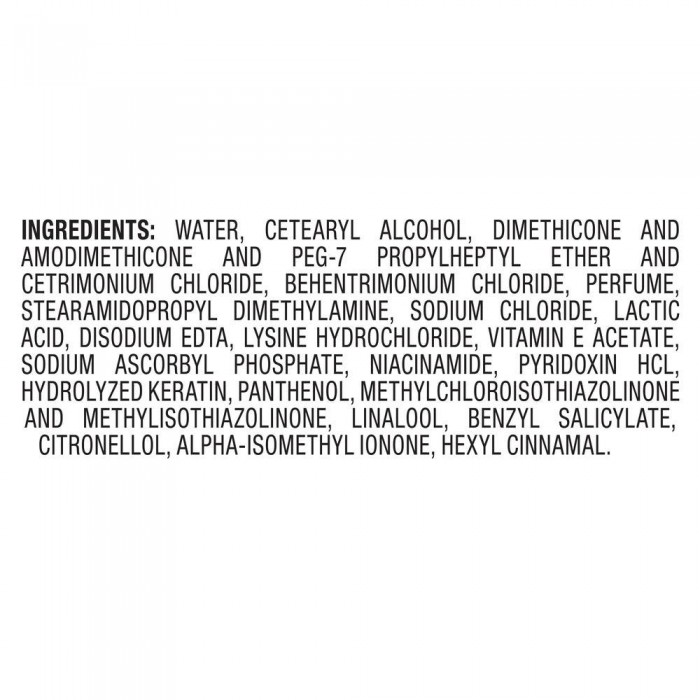 INGREDIENTS: WATER, CETEARYL ALCOHOL, DIMETHICONE AND
AMODIMETHICONE AND PEG-7 PROPYLHEPTYL ETHER AND
CETRIMONIUM CHLORIDE, BEHENTRIMONIUM CHLORIDE, PERFUME,
STEARAMIDOPROPYL DIMETHYLAMINE, SODIUM CHLORIDE, LACTIC
ACID, DISODIUM EDTA, LYSINE HYDROCHLORIDE, VITAMIN E ACETATE,
SODIUM ASCORBYL PHOSPHATE, NIACINAMIDE, PYRIDOXIN HCL,
HYDROLYZED KERATIN, PANTHENOL, METHYLCHLOROISOTHIAZOLINONE
AND METHYLISOTHIAZOLINONE, LINALOOL, BENZYL SALICYLATE,
CITRONELLOL, ALPHA-ISOMETHYL IONONE, HEXYL CINNAMAL.